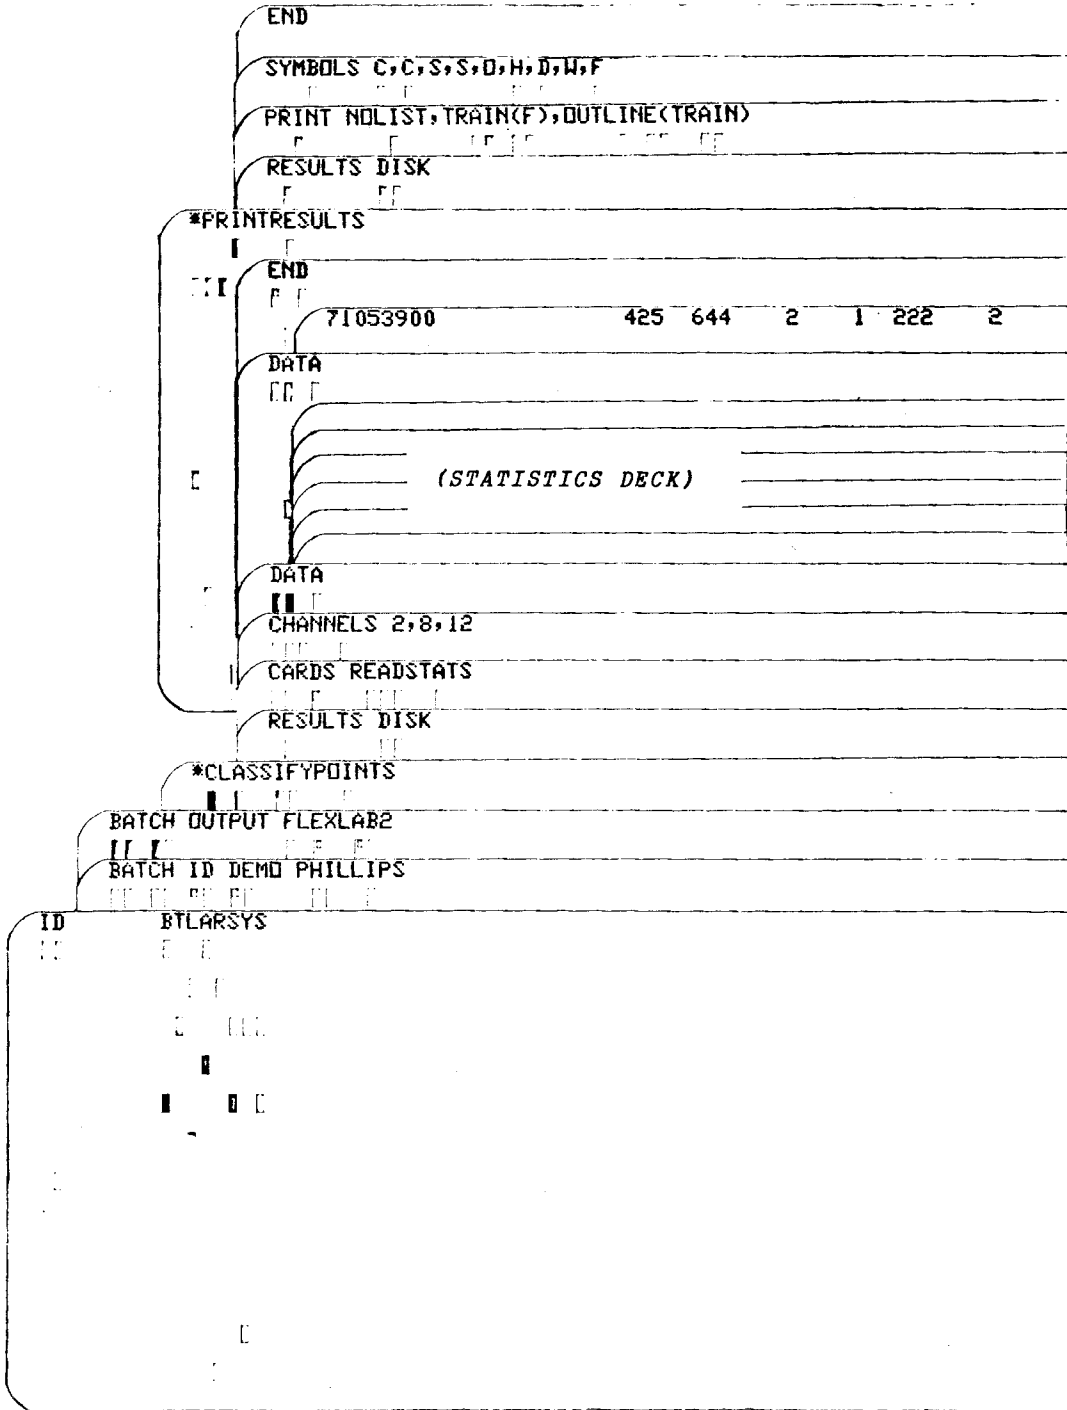 END
SYMBOLS C,C,S,S,O,H,D,W,F
PRINT NOLIST,TRAIN(F),OUTLINE(TRAIN)
RESULTS DISK
*PRINTRESULTS
END
71053900 425 644 2 1 222 2
DATA
(STATISTICS DECK)
DATA
CHANNELS 2,8,12
CARDS READSTATS
RESULTS DISK
*CLASSIFYPOINTS
BATCH OUTPUT FLEXLAB2
BATCH ID DEMO PHILLIPS
ID BTLARSYS